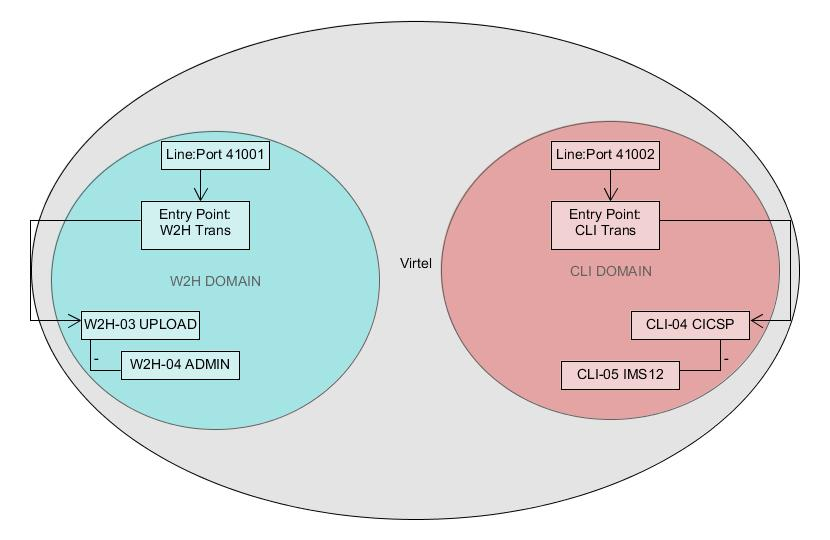 Line:Port 41001
Entry Point:
W2H Trans
W2H DOMAIN
W2H-03 UPLOAD
-
W2H-04 ADMIN
Virtel
Line:Port 41002
Entry Point:
CLI Trans
CLI DOMAIN
CLI-04 CICSP
-
CLI-05 IMS12